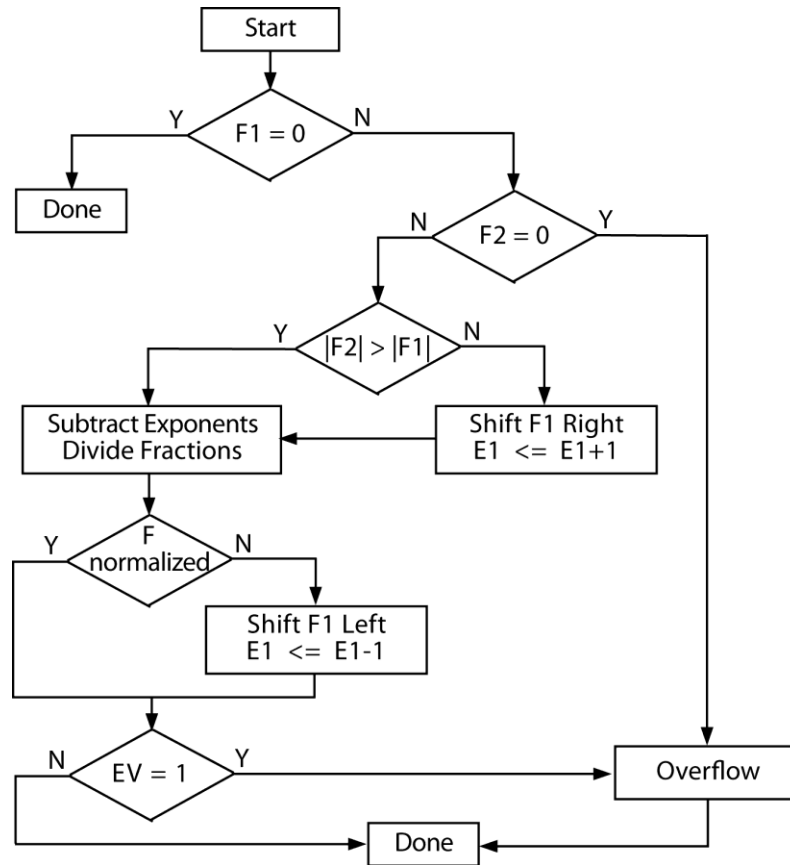 Start
Y
N
F1 = 0
Done
N
Y
F2 = 0
Y
N
|F2| > |F1|
Subtract Exponents
Divide Fractions
Shift F1 Right
E1 <= E1+1
Y
F
normalized
N
Shift F1 Left
E1 <= E1-1
N
EV = 1
Y
Overflow
Done